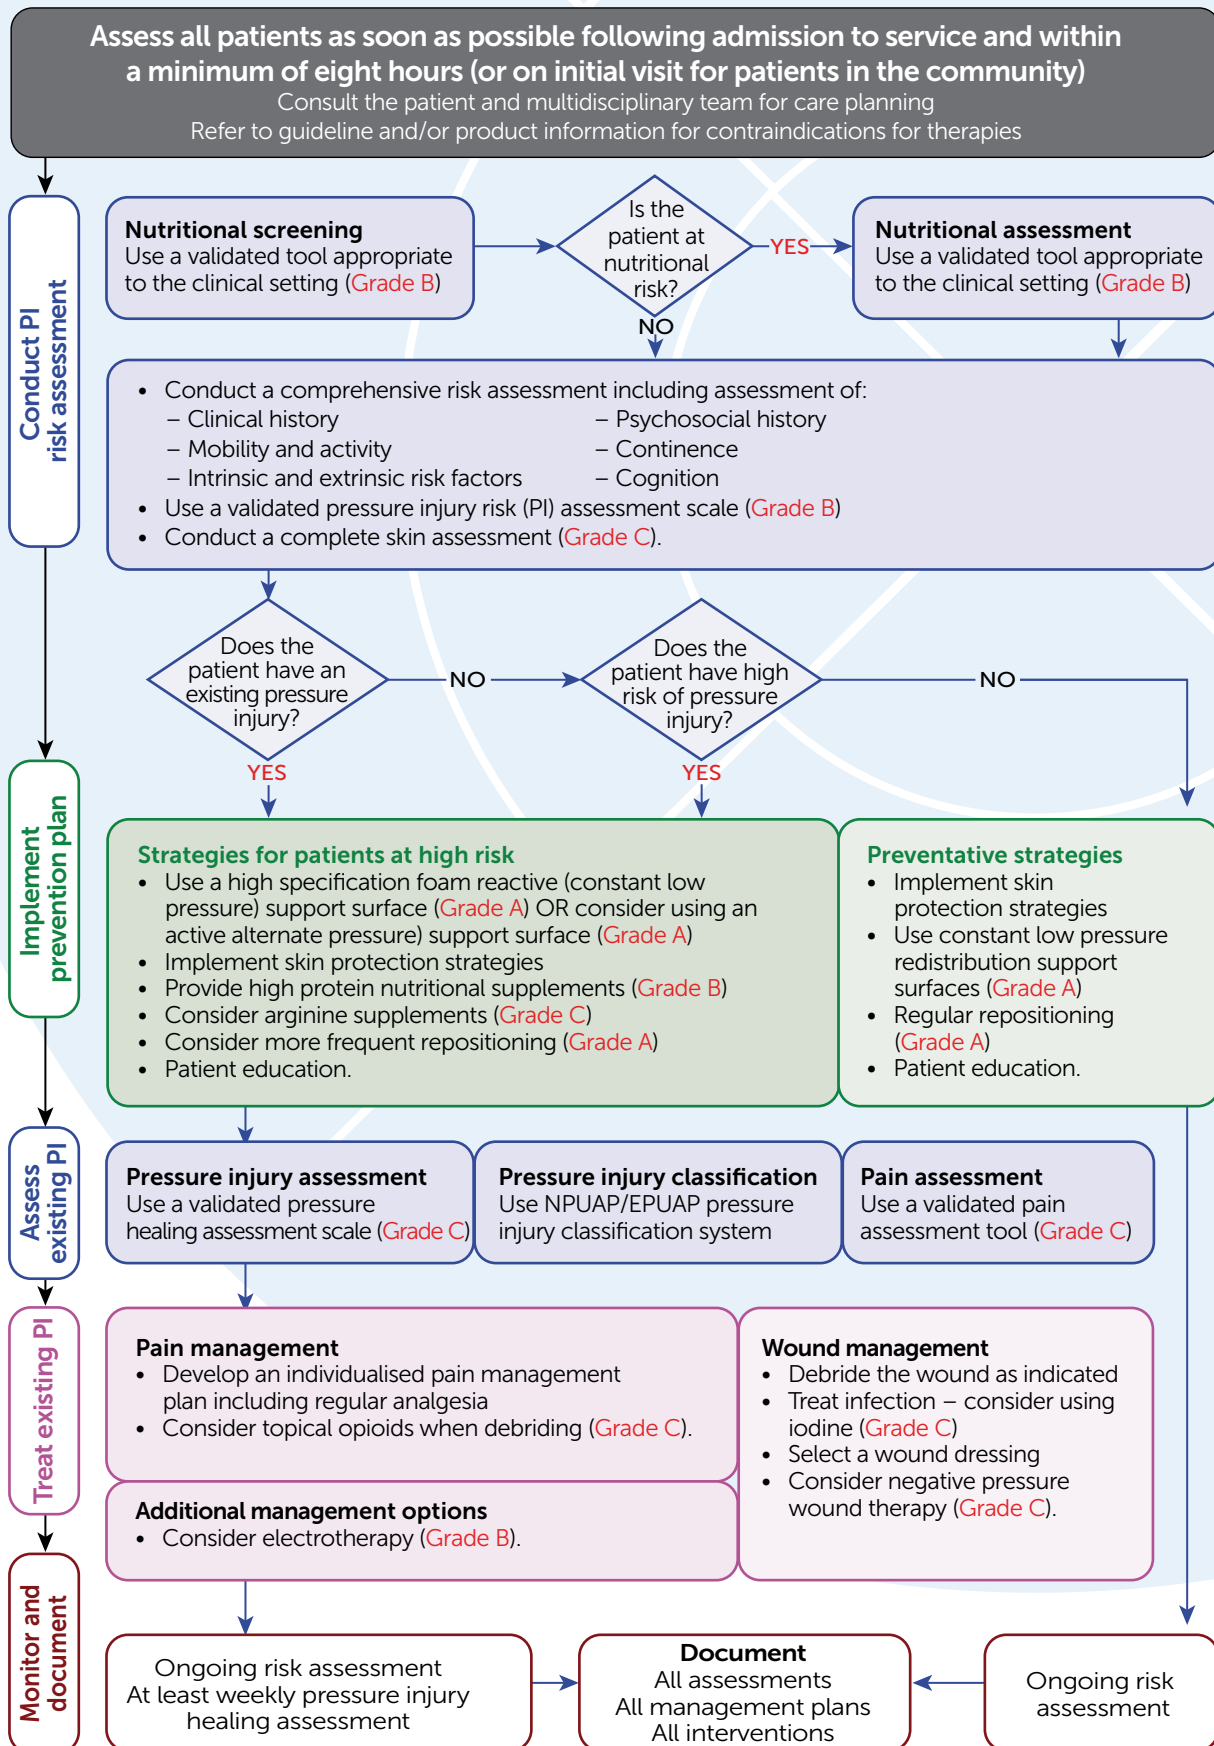 Assess all patients as soon as possible following admission to service and within
a minimum of eight hours (or on initial visit for patients in the community)
Consult the patient and multidisciplinary team for care planning
Refer to guideline and/or product information for contraindications for therapies
Conduct PI
risk assessment
Nutritional screening
Use a validated tool appropriate
to the clinical setting (Grade B)
Is the
patient at
nutritional
risk?
YES
NO
Nutritional assessment
Use a validated tool appropriate
to the clinical setting (Grade B)
• Conduct a comprehensive risk assessment including assessment of:
– Clinical history
– Mobility and activity
– Intrinsic and extrinsic risk factors
– Psychosocial history
– Continence
– Cognition
• Use a validated pressure injury risk (PI) assessment scale (Grade B)
• Conduct a complete skin assessment (Grade C).
Does the
patient have an
existing pressure
injury?
NO
YES
Does the
patient have high
risk of pressure
injury?
NO
YES
Implement
prevention plan
Strategies for patients at high risk
• Use a high specification foam reactive (constant low
pressure) support surface (Grade A) OR consider using an
active alternate pressure) support surface (Grade A)
• Implement skin protection strategies
• Provide high protein nutritional supplements (Grade B)
• Consider arginine supplements (Grade C)
• Consider more frequent repositioning (Grade A)
• Patient education.
Preventative strategies
• Implement skin
protection strategies
• Use constant low pressure
redistribution support
surfaces (Grade A)
• Regular repositioning
(Grade A)
• Patient education.
Assess
existing PI
Pressure injury assessment
Use a validated pressure
healing assessment scale (Grade C)
Pressure injury classification
Use NPUAP/EPUAP pressure
injury classification system
Pain assessment
Use a validated pain
assessment tool (Grade C)
Treat existing PI
Pain management
• Develop an individualised pain management
plan including regular analgesia
• Consider topical opioids when debriding (Grade C).
Additional management options
• Consider electrotherapy (Grade B).
Wound management
• Debride the wound as indicated
• Treat infection – consider using
iodine (Grade C)
• Select a wound dressing
• Consider negative pressure
wound therapy (Grade C).
Monitor and
document
Ongoing risk assessment
At least weekly pressure injury
healing assessment
Document
All assessments
All management plans
All interventions
Ongoing risk
assessment